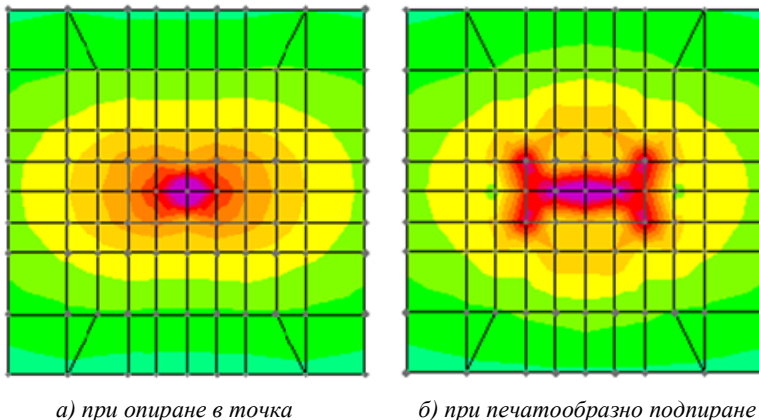 а) при опиране в точка
б) при печатообразно подпиране